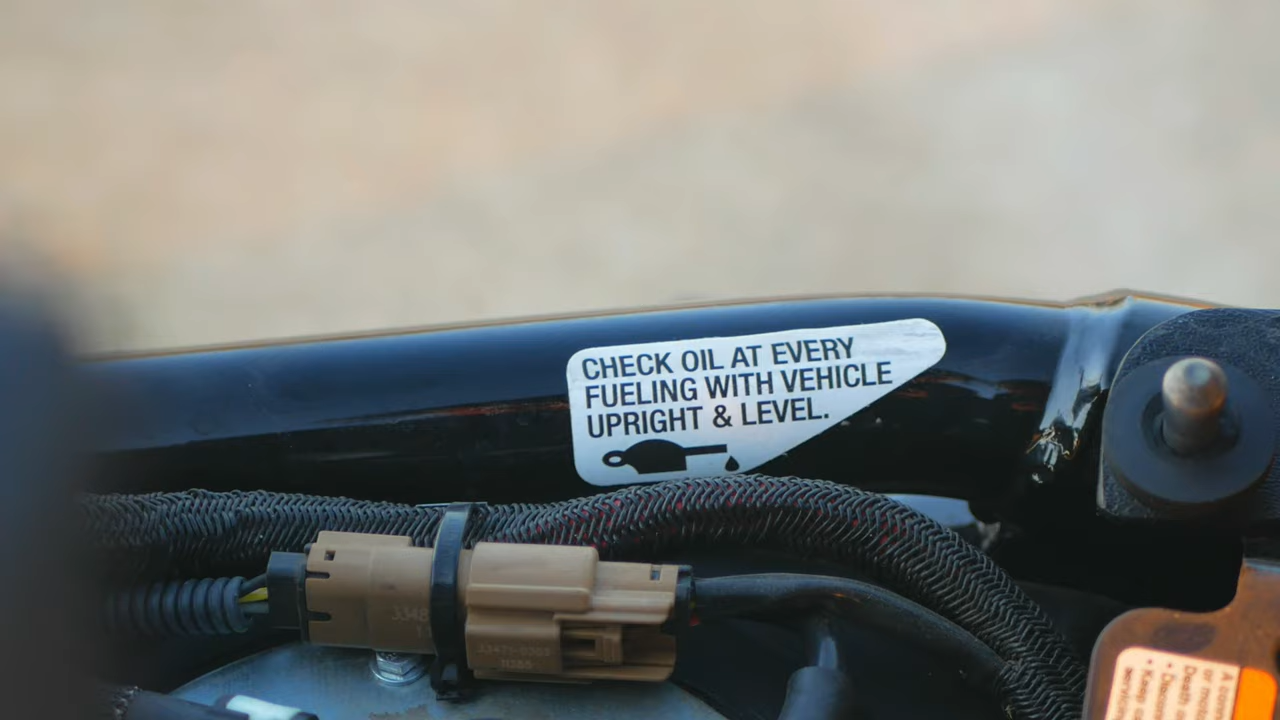 CHECK OIL AT EVERY
FUELING WITH VEHICLE
UPRIGHT & LEVEL.